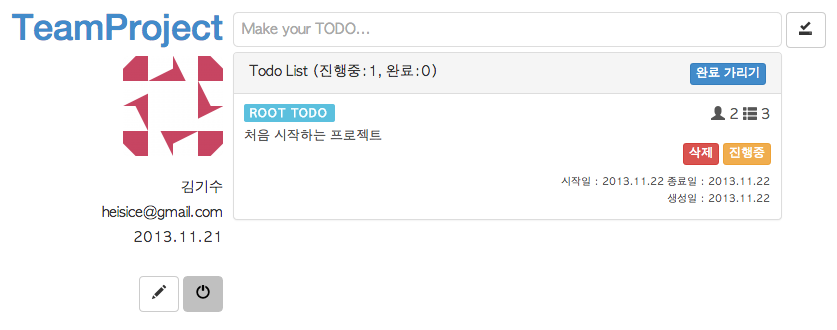 TeamProject
Make your TODO...
김기수
heisice@gmail.com
2013.11.21
Todo List (진행중:1, 완료:0)
완료 가리기
ROOT TODO
2 3
처음 시작하는 프로젝트
삭제 진행중
시작일 : 2013.11.22 종료일 : 2013.11.22
생성일 : 2013.11.22